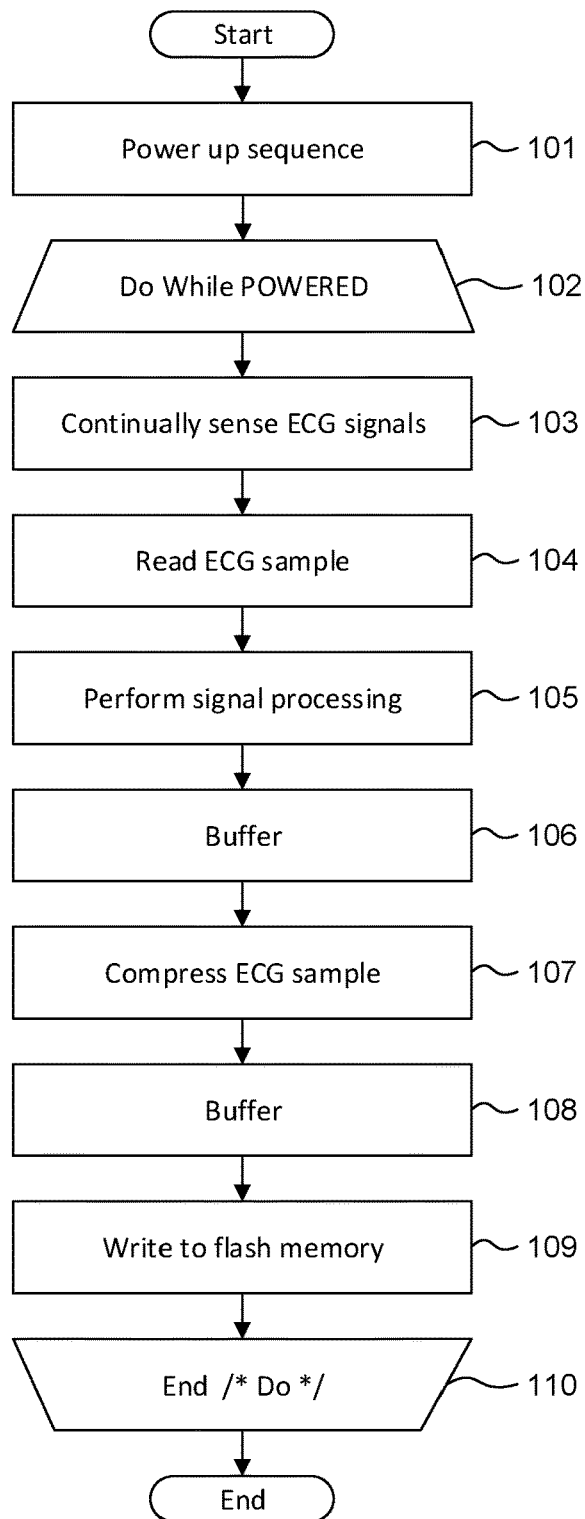 Start
Power up sequence 101
Do While POWERED 102
Continually sense ECG signals 103
Read ECG sample 104
Perform signal processing 105
Buffer 106
Compress ECG sample 107
Buffer 108
Write to flash memory 109
End /* Do */ 110
End